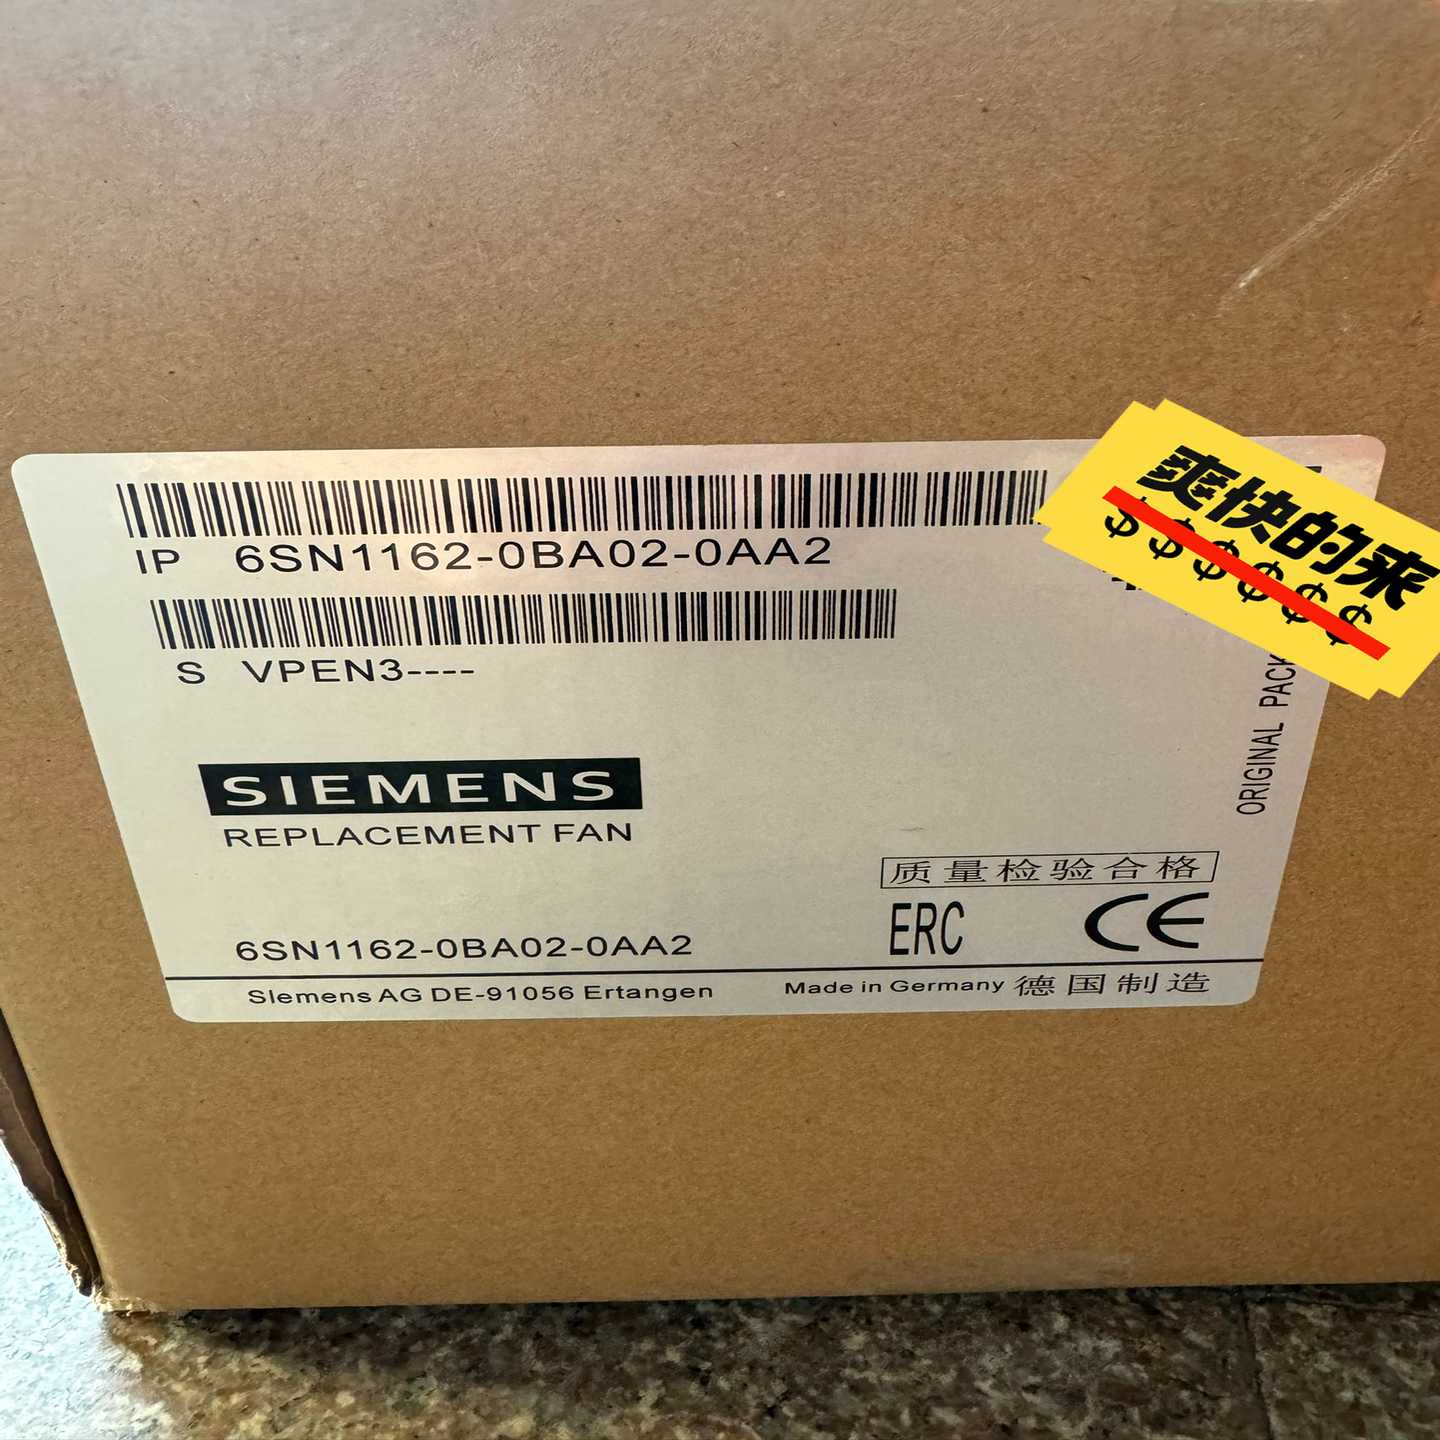 IP 6SN1162-0BA02-0AA2
S VPEN3----
爽快的来
$$$$$$
ORIGINAL PACK
SIEMENS
REPLACEMENT FAN
质量检验合格
ERC CE
6SN1162-0BA02-0AA2
Slemens AG DE-91056 Ertangen
Made in Germany 德国制造